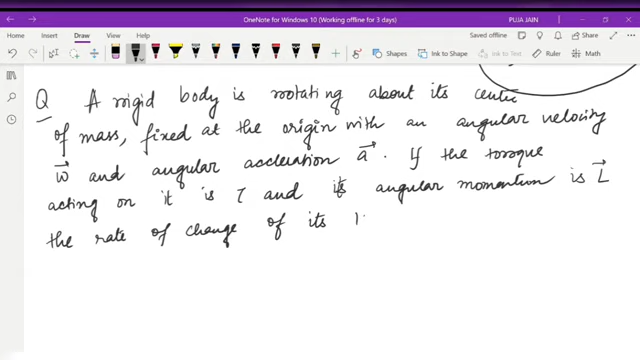 OneNote for Windows 10 (Working offline for 3 days)
PUJA JAIN
Home Insert Draw View Help
Saved offline
Share
Shapes Ink to Shape Ink to Text Ruler Math
Q A rigid body is rotating about its centre
of mass, fixed at the origin with an angular velocity
w⃗ and angular accleration a⃗. If the torque
acting on it is τ and its angular momentum is L⃗
the rate of change of its